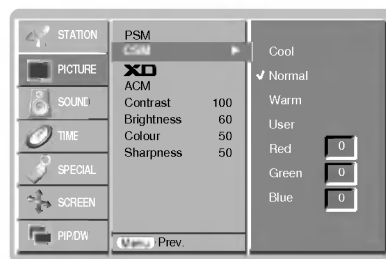 STATION
PICTURE
SOUND
TIME
SPECIAL
SCREEN
PIP/DW
PSM
CSM
XD
ACM
Contrast 100
Brightness 60
Colour 50
Sharpness 50
Menu Prev.
Cool
✓ Normal
Warm
User
Red 0
Green 0
Blue 0